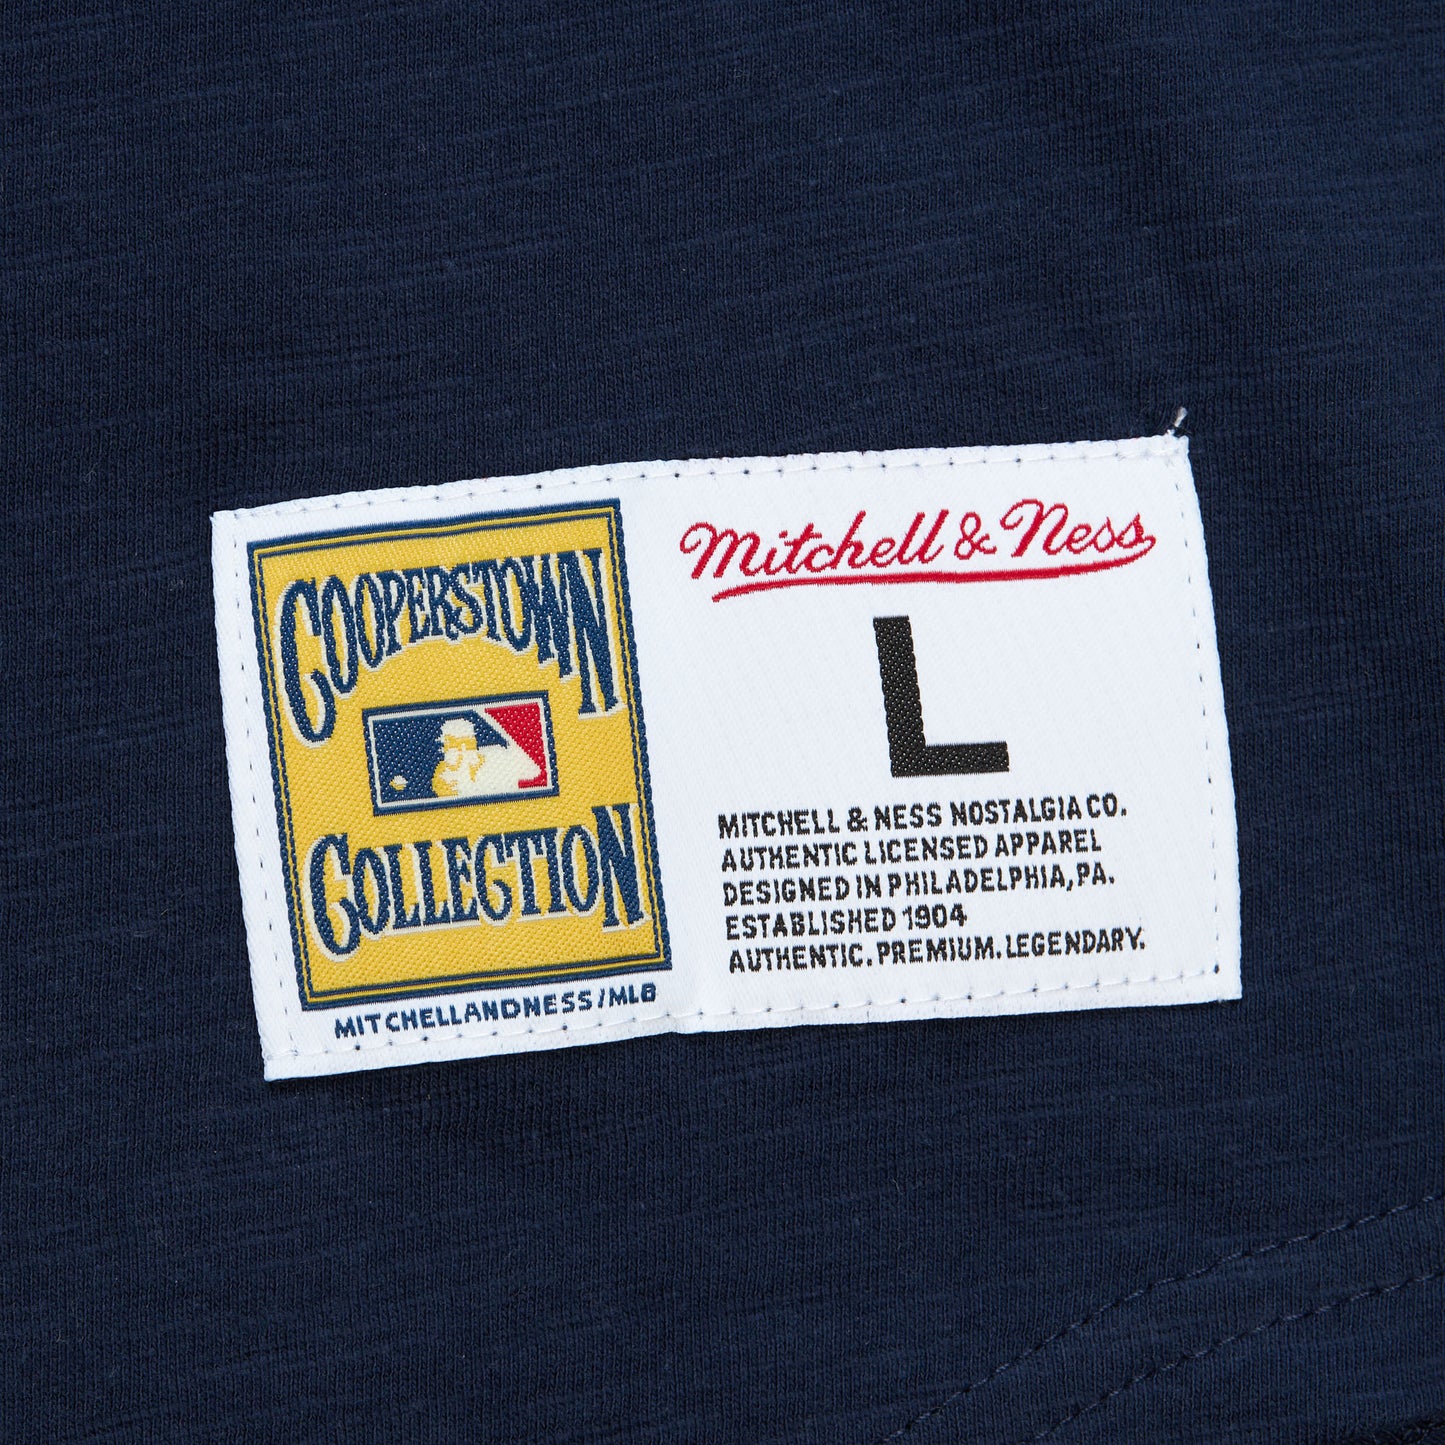 COOPERSTOWN
COLLECTION
MITCHELLANDNESS/MLB
Mitchell & Ness
L
MITCHELL & NESS NOSTALGIA CO.
AUTHENTIC LICENSED APPAREL
DESIGNED IN PHILADELPHIA, PA.
ESTABLISHED 1904
AUTHENTIC. PREMIUM. LEGENDARY.